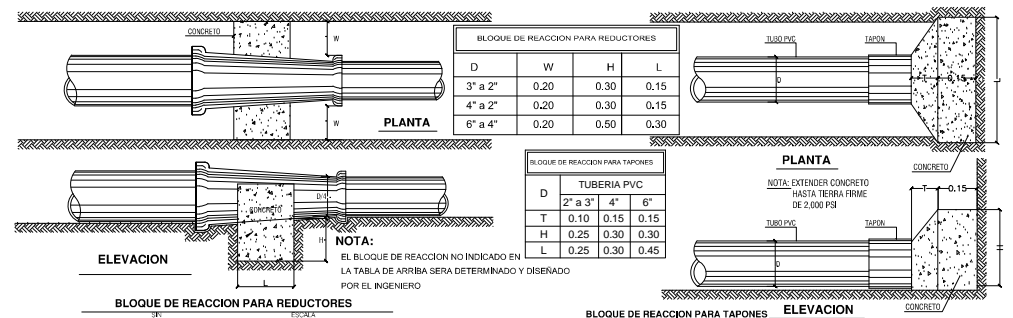 CONCRETO
W
W
PLANTA
BLOQUE DE REACCION PARA REDUCTORES
D W H L
3" a 2" 0.20 0.30 0.15
4" a 2" 0.20 0.30 0.15
6" a 4" 0.20 0.50 0.30
CONCRETO
D/4
H
L
ELEVACION
NOTA:
EL BLOQUE DE REACCION NO INDICADO EN
LA TABLA DE ARRIBA SERA DETERMINADO Y DISEÑADO
POR EL INGENIERO
BLOQUE DE REACCION PARA REDUCTORES
SIN ESCALA
BLOQUE DE REACCION PARA TAPONES
D TUBERIA PVC
2" a 3" 4" 6"
T 0.10 0.15 0.15
H 0.25 0.30 0.30
L 0.25 0.30 0.45
TUBO PVC
TAPON
D
T
0.15
L
PLANTA
CONCRETO
NOTA: EXTENDER CONCRETO
HASTA TIERRA FIRME
DE 2,000 PSI
T
0.15
TUBO PVC
TAPON
D
H
CONCRETO
BLOQUE DE REACCION PARA TAPONES
ELEVACION